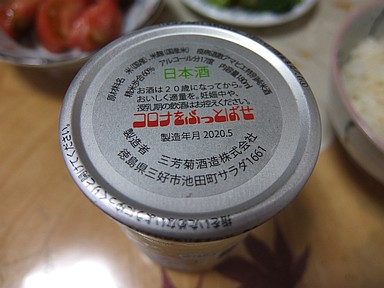 原材料名 米(国産)、米麹(国産米)
精米歩合60% アルコール分17度
日本酒
お酒は20歳になってから。
おいしく適量を。妊娠中や、
授乳期の飲酒はお控えください。
コロナをぶっとばせ
製造年月 2020.5
製造者 三芳菊酒造株式会社
徳島県三好市池田町サラダ1661